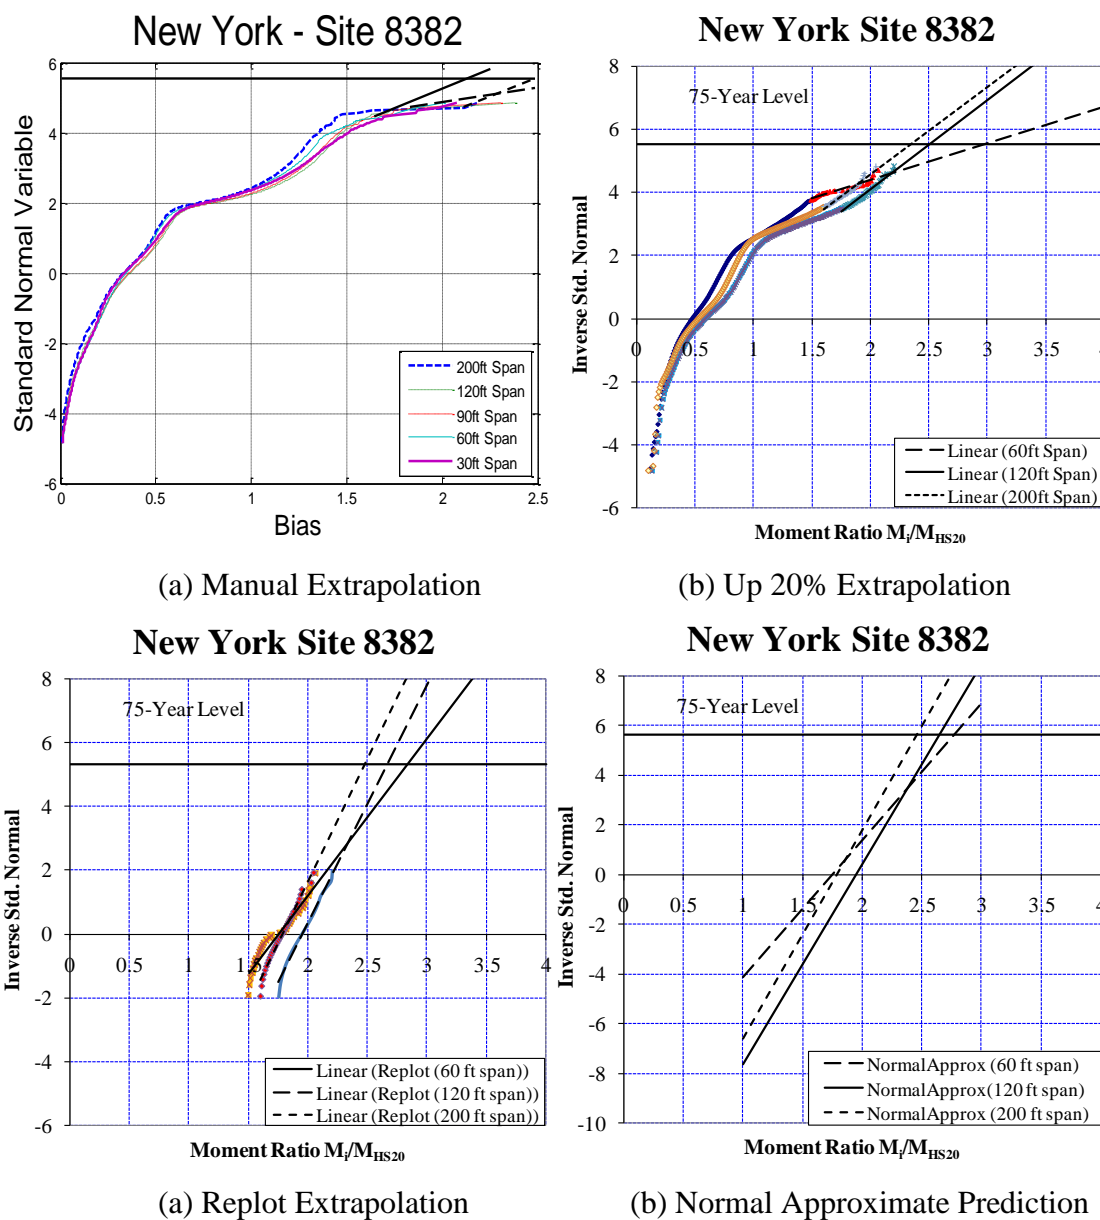 New York - Site 8382
6
4
2
0
-2
-4
-6
Standard Normal Variable
0
0.5
1
1.5
2
2.5
Bias
200ft Span
120ft Span
90ft Span
60ft Span
30ft Span
(a) Manual Extrapolation
New York Site 8382
75-Year Level
8
6
4
2
0
-2
-4
-6
Inverse Std. Normal
0 0.5 1 1.5 2 2.5 3 3.5 4
Linear (60ft Span)
Linear (120ft Span)
Linear (200ft Span)
Moment Ratio Mi/MHS20
(b) Up 20% Extrapolation
New York Site 8382
75-Year Level
8
6
4
2
0
-2
-4
-6
Inverse Std. Normal
0 0.5 1 1.5 2 2.5 3 3.5 4
Linear (Replot (60 ft span))
Linear (Replot (120 ft span))
Linear (Replot (200 ft span))
Moment Ratio Mi/MHS20
(a) Replot Extrapolation
New York Site 8382
75-Year Level
8
6
4
2
0
-2
-4
-6
-8
-10
Inverse Std. Normal
0 0.5 1 1.5 2 2.5 3 3.5 4
NormalApprox (60 ft span)
NormalApprox (120 ft span)
NormalApprox (200 ft span)
Moment Ratio Mi/MHS20
(b) Normal Approximate Prediction